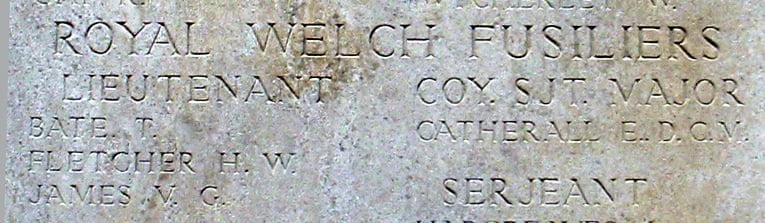 ROYAL WELCH FUSILIERS
LIEUTENANT
BATE. T.
FLETCHER H. W.
JAMES V. G.
COY. SJT. MAJOR
CATHERALL E., D.C.M.
SERJEANT